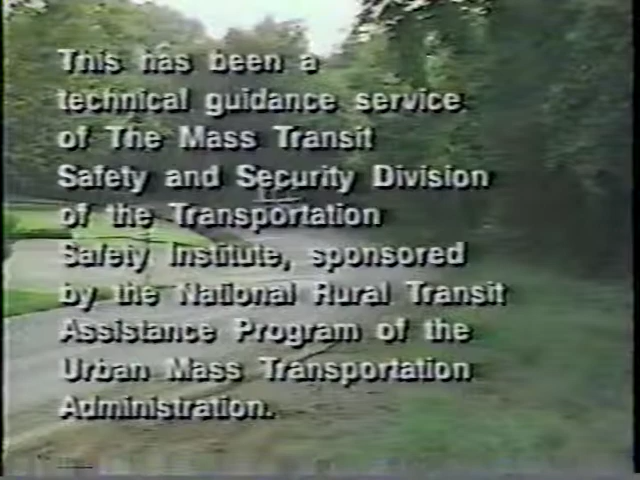 This has been a
technical guidance service
of The Mass Transit
Safety and Security Division
of the Transportation
Safety Institute, sponsored
by the National Rural Transit
Assistance Program of the
Urban Mass Transportation
Administration.